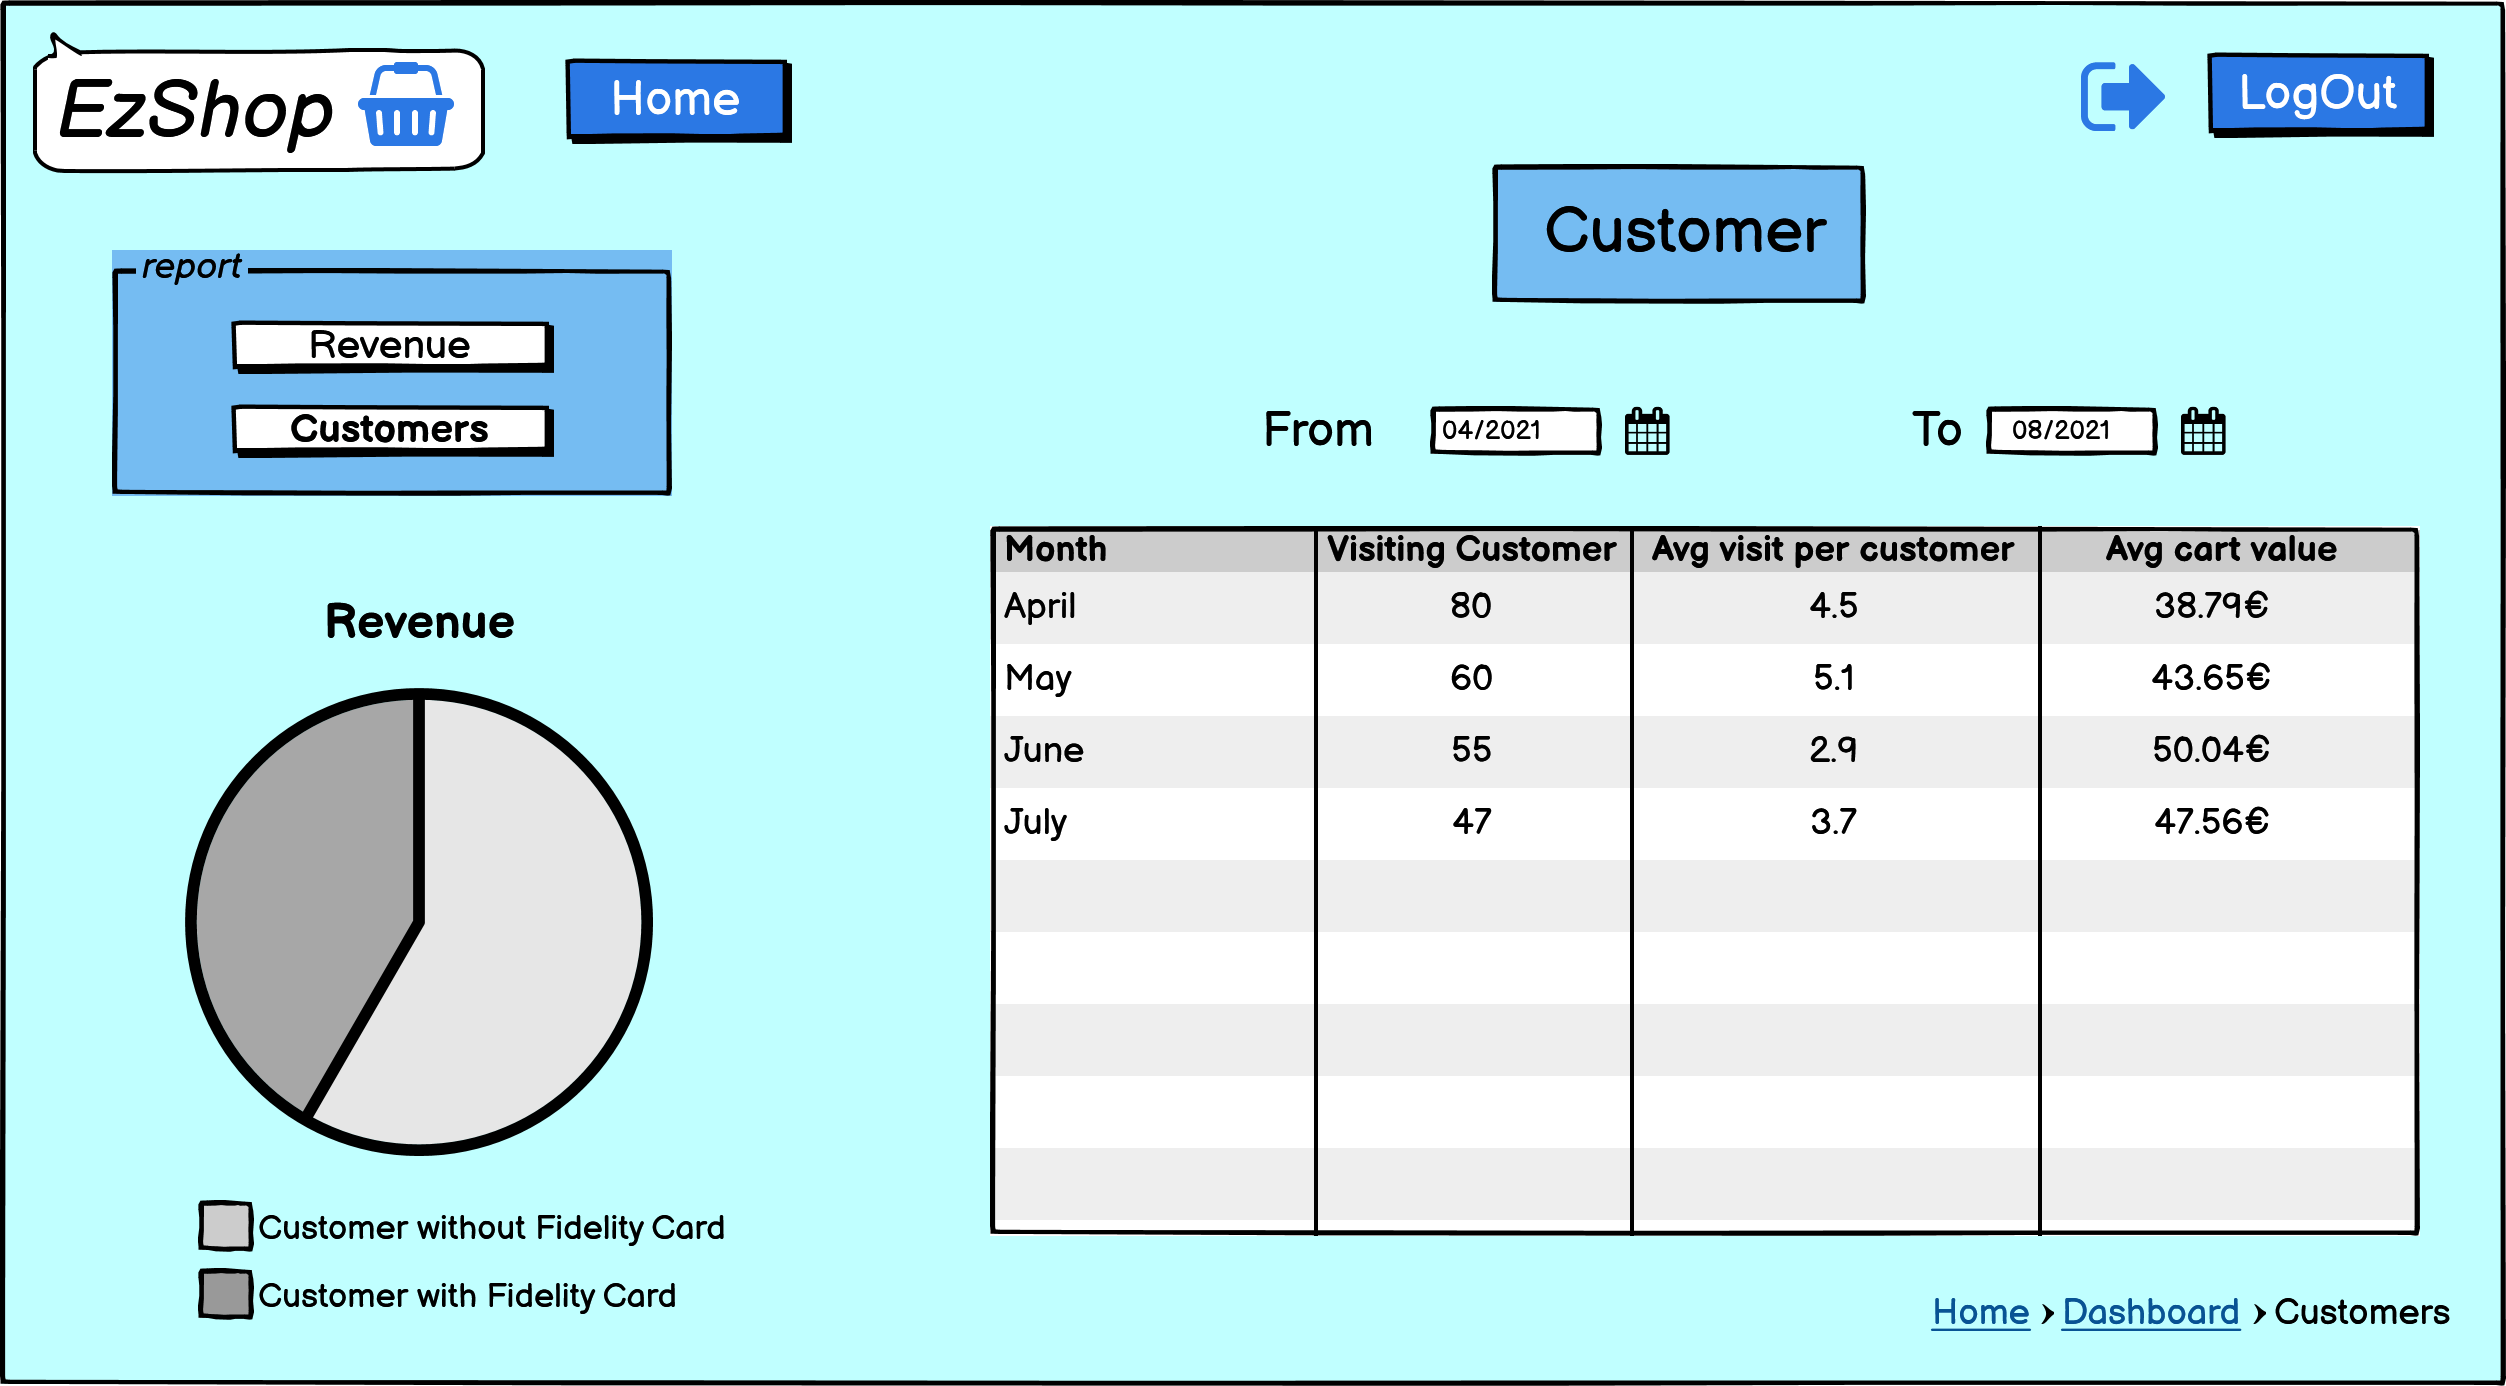 EzShop
Home
LogOut
Customer
report
Revenue
Customers
From 04/2021 To 08/2021
Month Visiting Customer Avg visit per customer Avg cart value
April 80 4.5 38.79€
May 60 5.1 43.65€
June 55 2.9 50.04€
July 47 3.7 47.56€
Revenue
Customer without Fidelity Card
Customer with Fidelity Card
Home > Dashboard > Customers